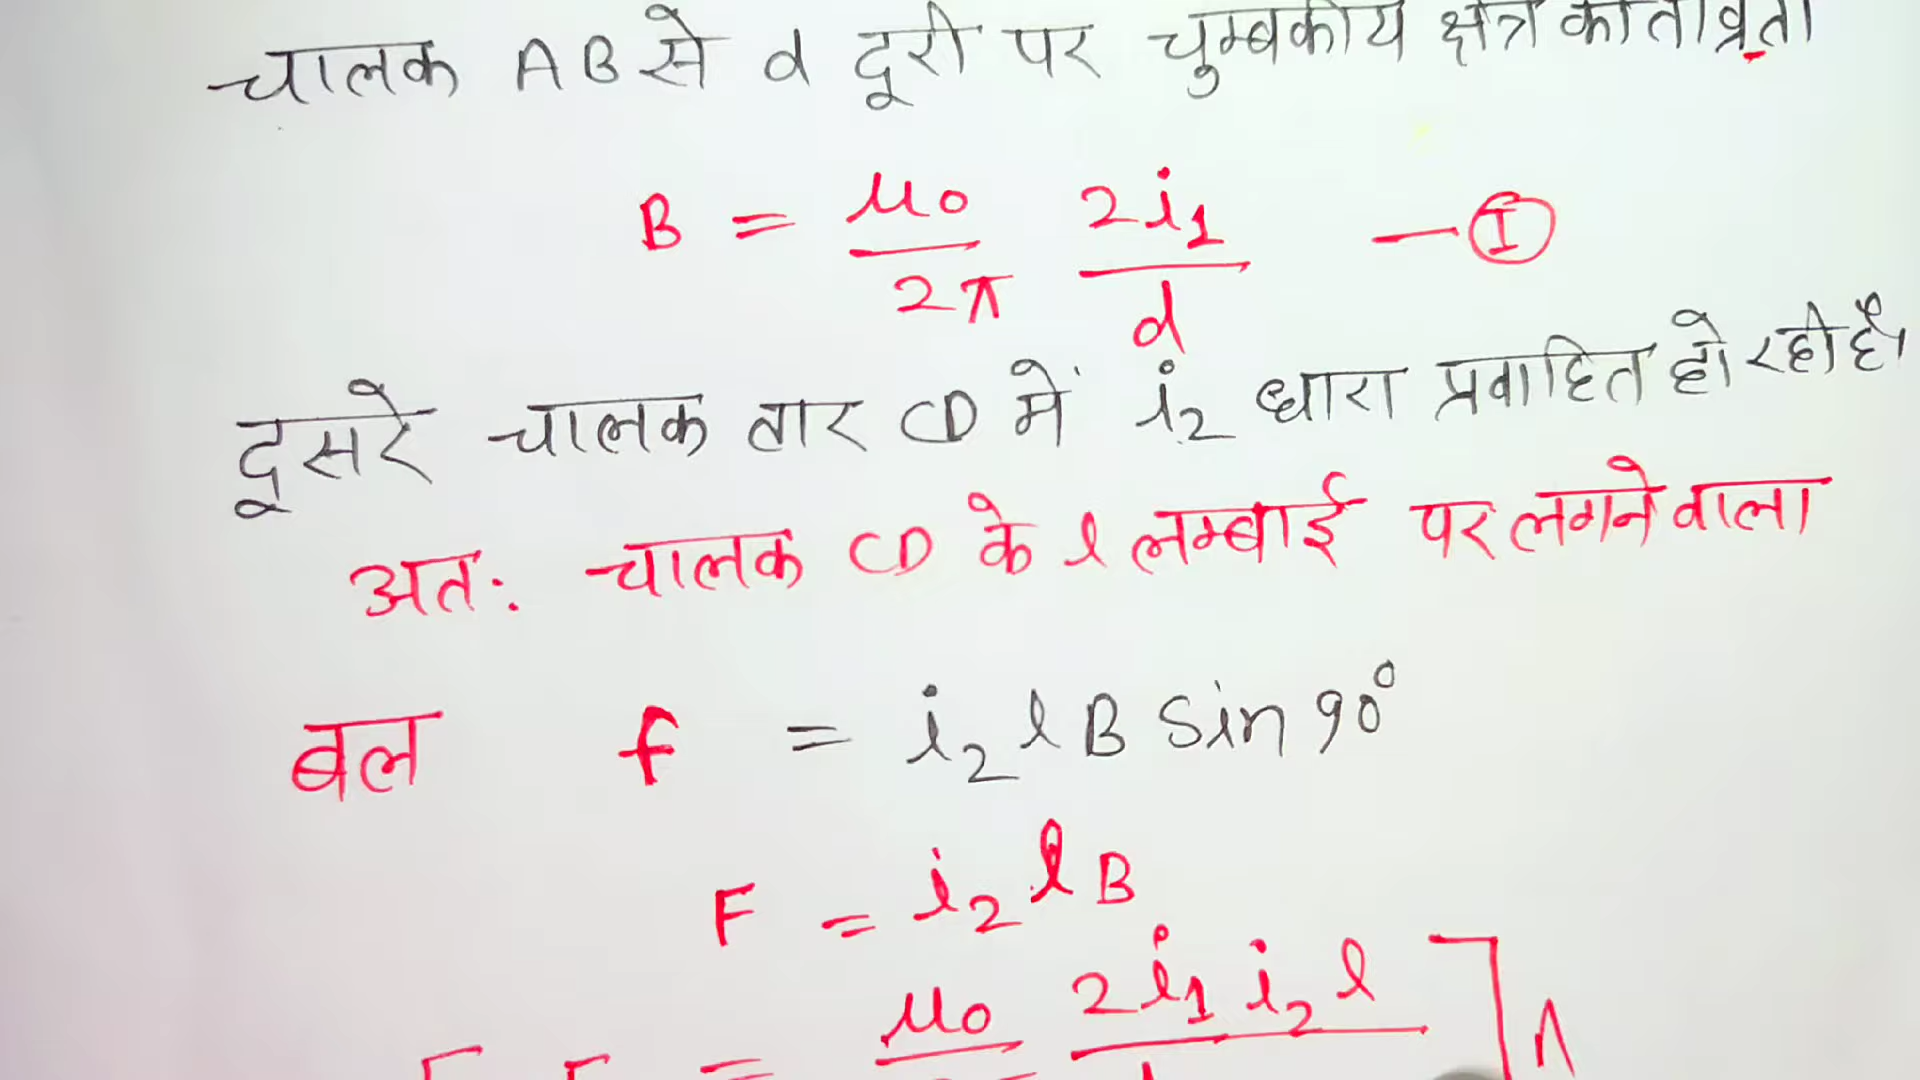 चालक AB से d दूरी पर चुम्बकीय क्षेत्र की तीव्रता
B = μ₀/2π 2i₁/d — Ⓘ
दूसरे चालक तार CD में i₂ धारा प्रवाहित हो रही है।
अतः चालक CD के l लम्बाई पर लगने वाला
बल f = i₂ l B Sin 90°
F = i₂ l B
= μ₀ 2i₁ i₂ l